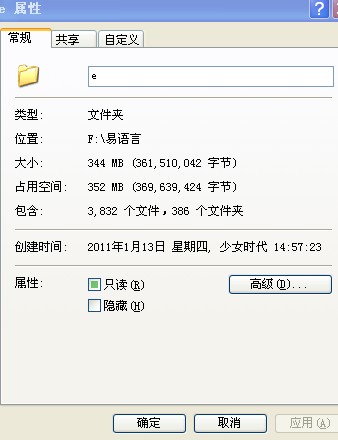 e 属性
常规 共享 自定义
e
类型: 文件夹
位置: F:\易语言
大小: 344 MB (361,510,042 字节)
占用空间: 352 MB (369,639,424 字节)
包含: 3,832 个文件,386 个文件夹
创建时间: 2011年1月13日 星期四, 少女时代 14:57:23
属性: 只读(R) 高级(D)...
隐藏(H)
确定 取消 应用(A)